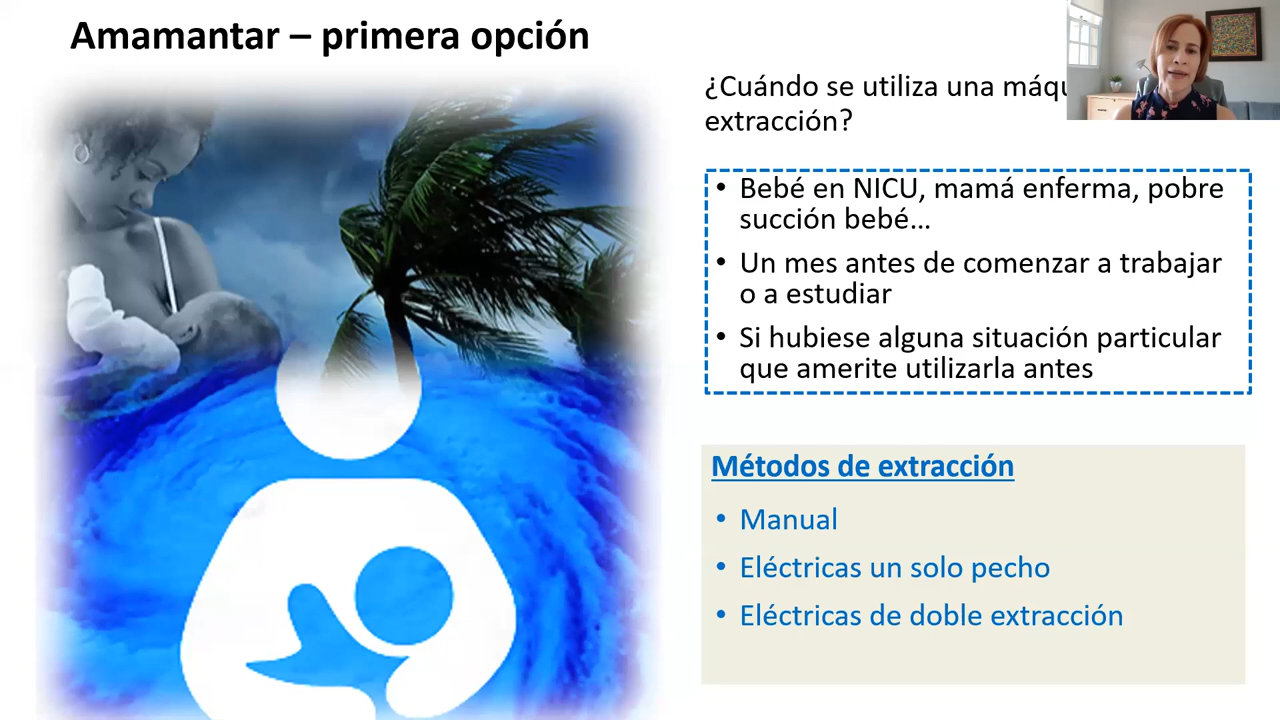 Amamantar – primera opción
¿Cuándo se utiliza una
extracción?
• Bebé en NICU, mamá enferma, pobre
succión bebé...
• Un mes antes de comenzar a trabajar
o a estudiar
• Si hubiese alguna situación particular
que amerite utilizarla antes
Métodos de extracción
• Manual
• Eléctricas un solo pecho
• Eléctricas de doble extracción